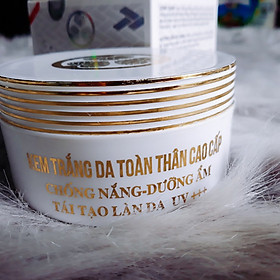 KEM TRẮNG DA TOÀN THÂN CAO CẤP
CHỐNG NẮNG-DƯỠNG ẨM
TÁI TẠO LÀN DA UV +++